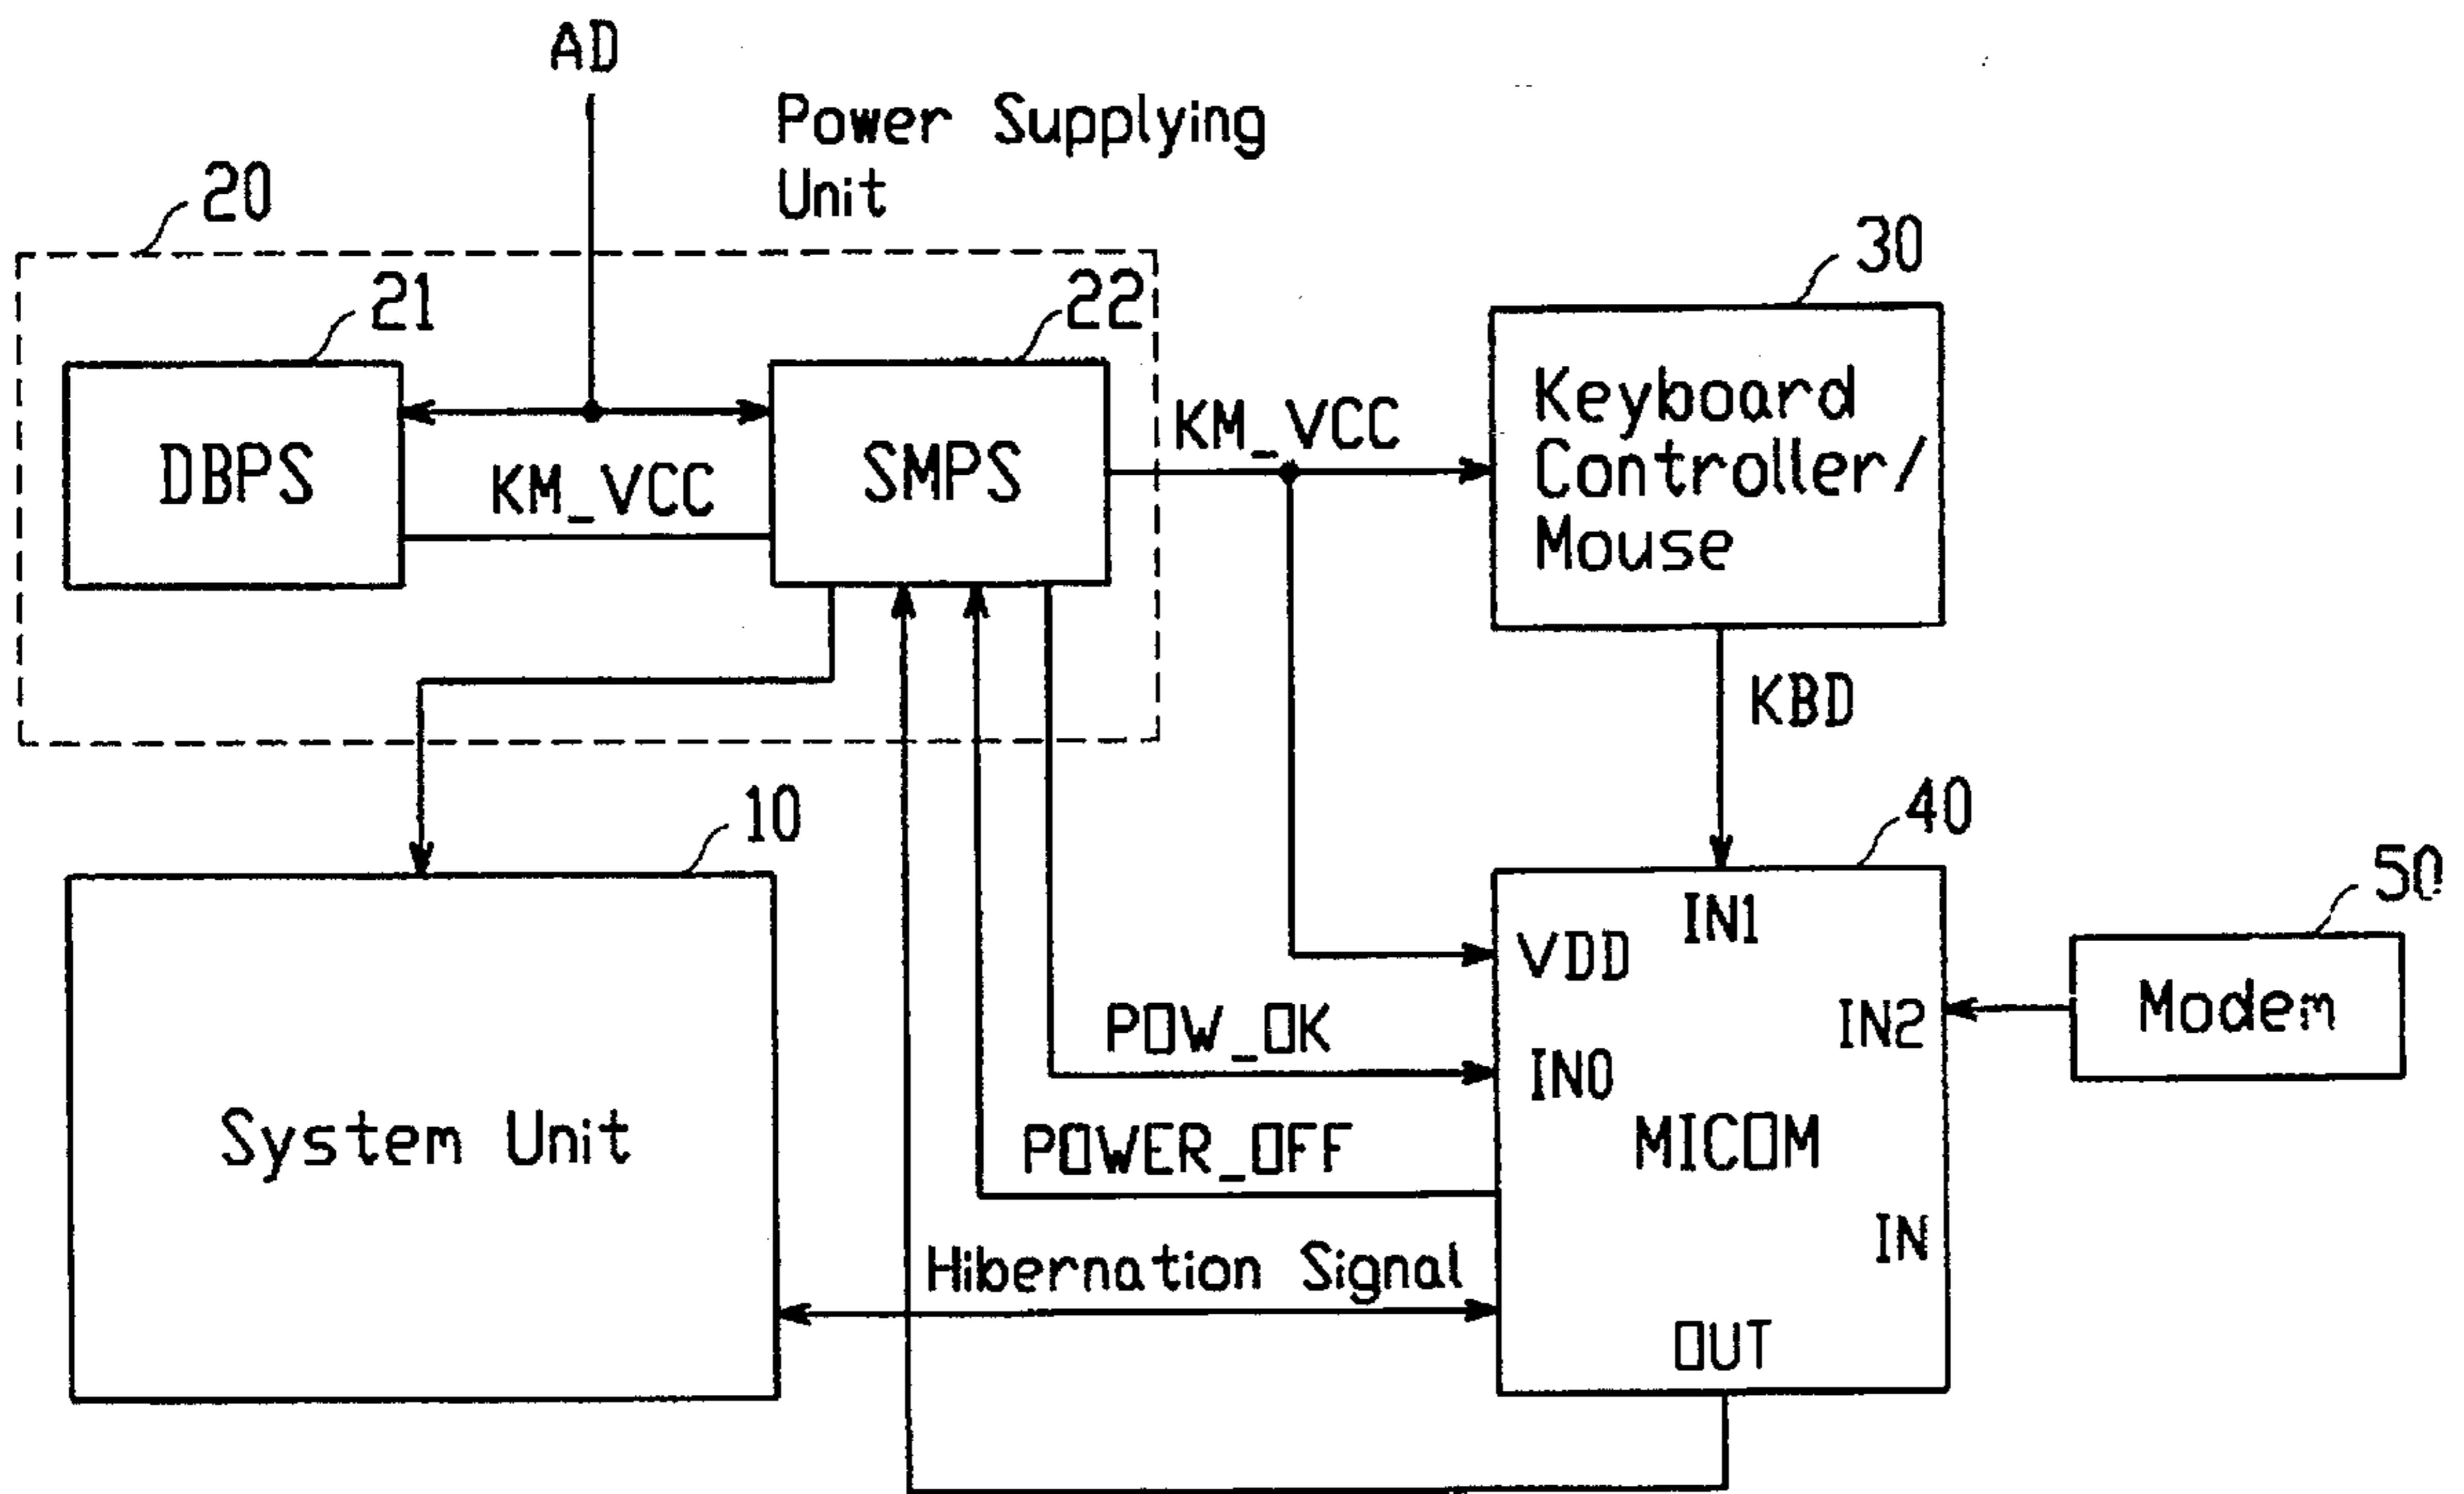 AD
Power Supplying
Unit
20
21
22
30
DBPS
KM_VCC
SMPS
KM_VCC
Keyboard
Controller/
Mouse
KBD
10
40
50
System Unit
VDD
IN1
IN2
Modem
POW_OK
IN0
MICOM
POWER_OFF
IN
Hibernation Signal
OUT